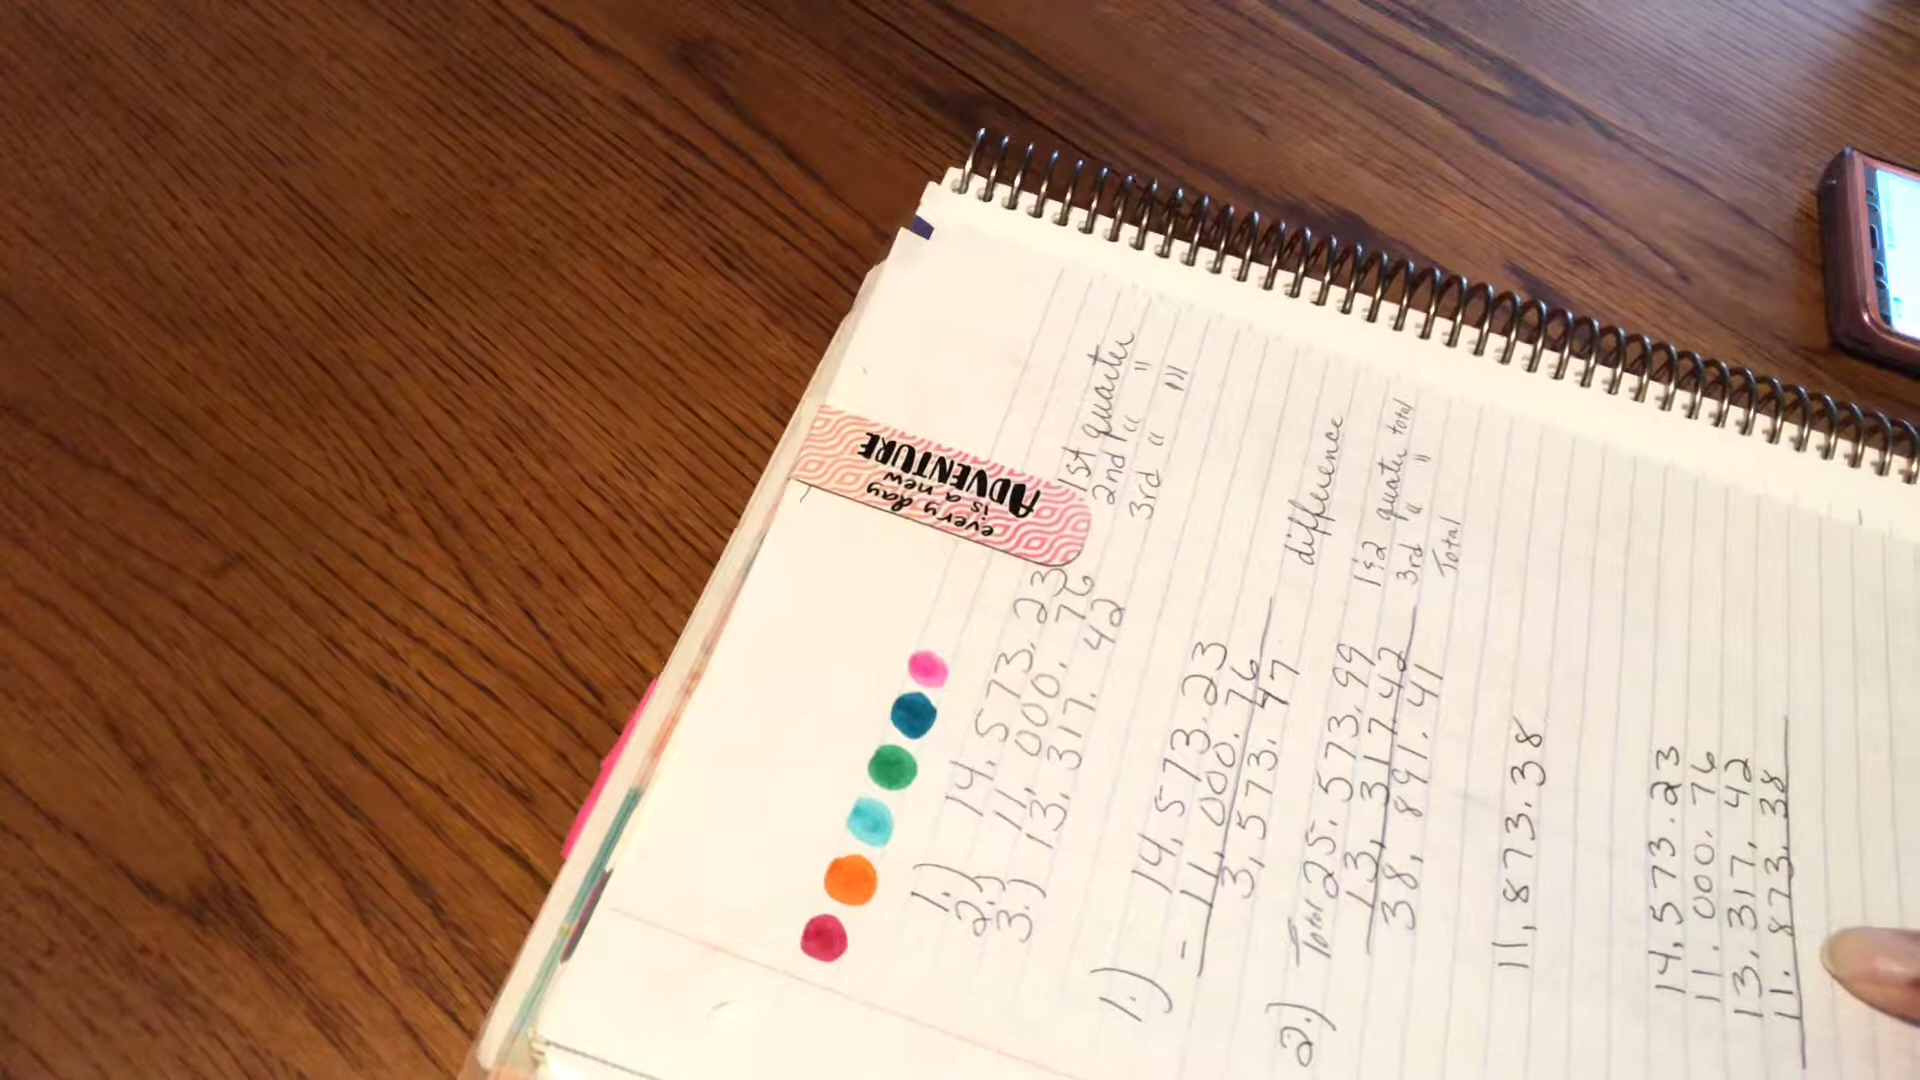 every day
is a new
ADVENTURE
1.) 14,573.23 1st quarter
2.) 11,000.76 2nd " "
3.) 13,317.42 3rd " "'
1.) 14,573.23
- 11,000.76
3,573.47 difference
2.) Total 25,573.99 1 & 2 quarter total
13,317.42 3rd " "
38,891.41 Total
11,873.38
14,573.23
11.000.76
13.317.42
11.873.38